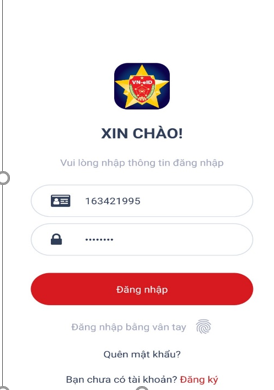 VN-eID
XIN CHÀO!
Vui lòng nhập thông tin đăng nhập
163421995
••••••••
Đăng nhập
Đăng nhập bằng vân tay
Quên mật khẩu?
Bạn chưa có tài khoản? Đăng ký